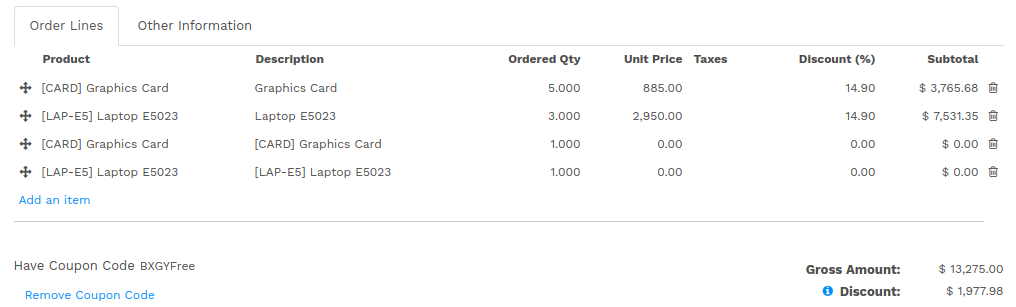 Order Lines Other Information
Product Description Ordered Qty Unit Price Taxes Discount (%) Subtotal
[CARD] Graphics Card Graphics Card 5.000 885.00 14.90 $ 3,765.68
[LAP-E5] Laptop E5023 Laptop E5023 3.000 2,950.00 14.90 $ 7,531.35
[CARD] Graphics Card [CARD] Graphics Card 1.000 0.00 0.00 $ 0.00
[LAP-E5] Laptop E5023 [LAP-E5] Laptop E5023 1.000 0.00 0.00 $ 0.00
Add an item
Have Coupon Code BXGYFree
Gross Amount: $ 13,275.00
Remove Coupon Code
Discount: $ 1,977.98